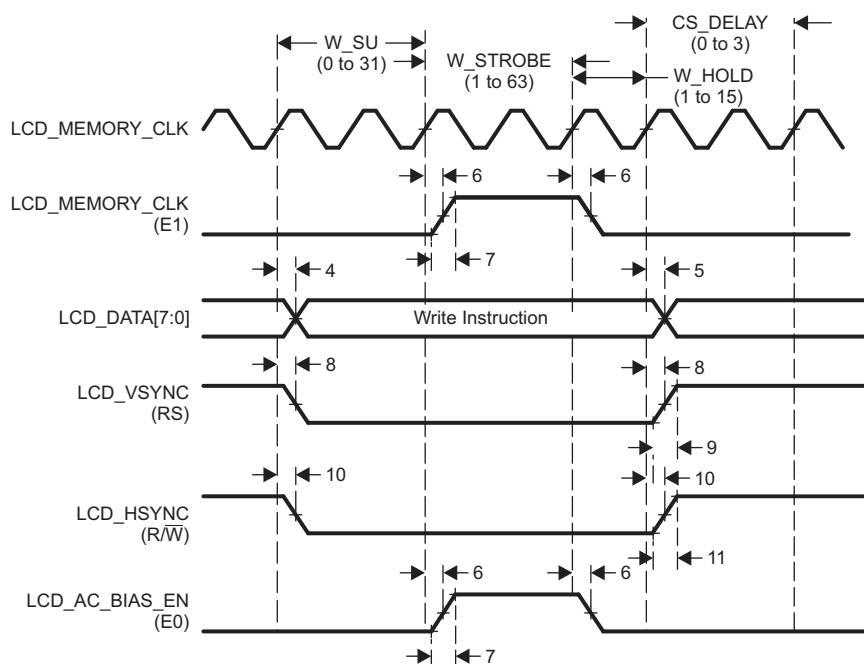 CS_DELAY
(0 to 3)
W_SU
(0 to 31)
W_STROBE
(1 to 63)
W_HOLD
(1 to 15)
LCD_MEMORY_CLK
6
6
LCD_MEMORY_CLK
(E1)
7
4
5
LCD_DATA[7:0]
Write Instruction
8
8
LCD_VSYNC
(RS)
9
10
10
LCD_HSYNC
(R/W̅)
11
6
6
LCD_AC_BIAS_EN
(E0)
7